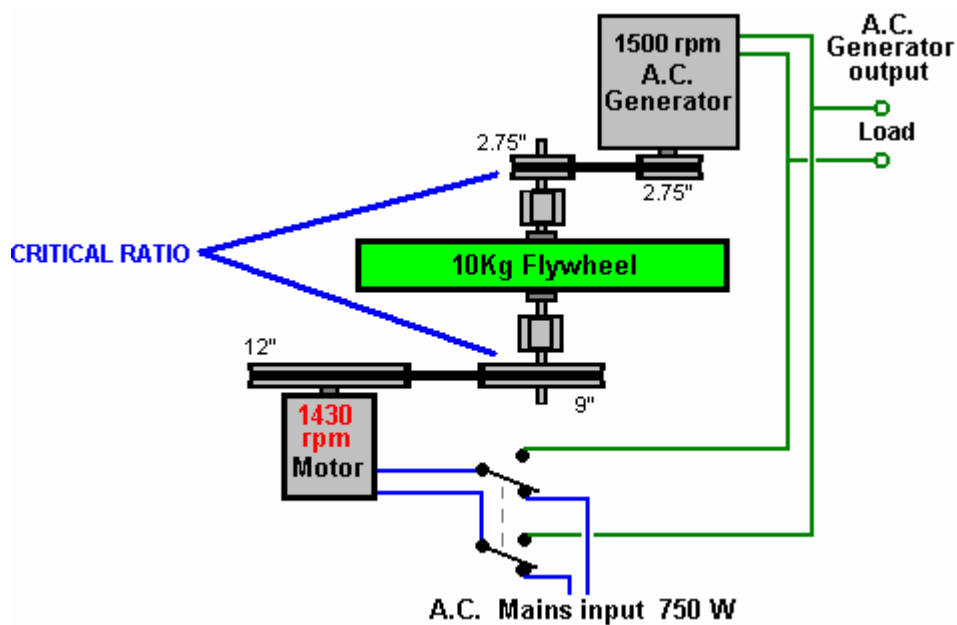 1500 rpm
A.C.
Generator
A.C.
Generator
output
Load
2.75"
2.75"
CRITICAL RATIO
10Kg Flywheel
12"
9"
1430
rpm
Motor
A.C. Mains input 750 W